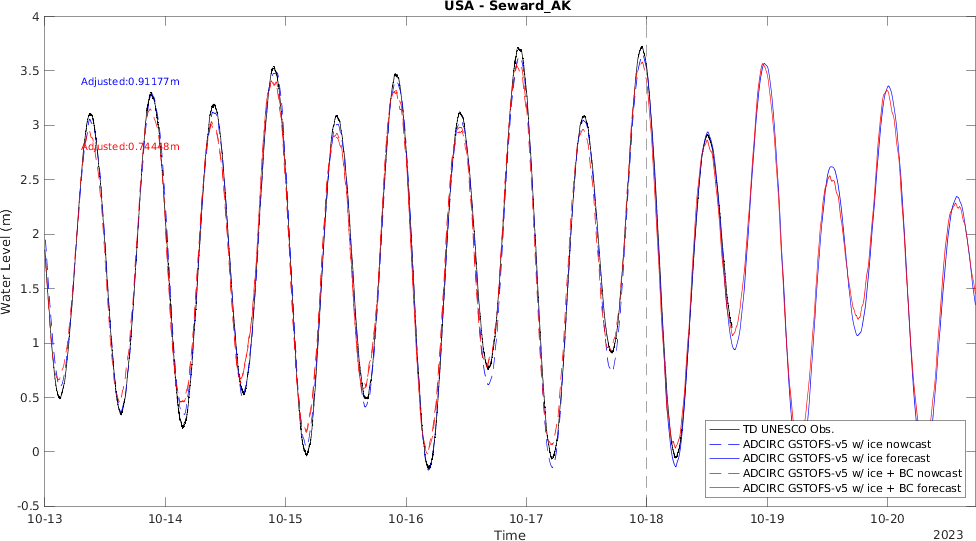 USA - Seward_AK
4
3.5
3
2.5
2
1.5
1
0.5
0
-0.5
Water Level (m)
Adjusted:0.91177m
Adjusted:0.74448m
TD UNESCO Obs.
ADCIRC GSTOFS-v5 w/ ice nowcast
ADCIRC GSTOFS-v5 w/ ice forecast
ADCIRC GSTOFS-v5 w/ ice + BC nowcast
ADCIRC GSTOFS-v5 w/ ice + BC forecast
10-13 10-14 10-15 10-16 10-17 10-18 10-19 10-20
Time
2023